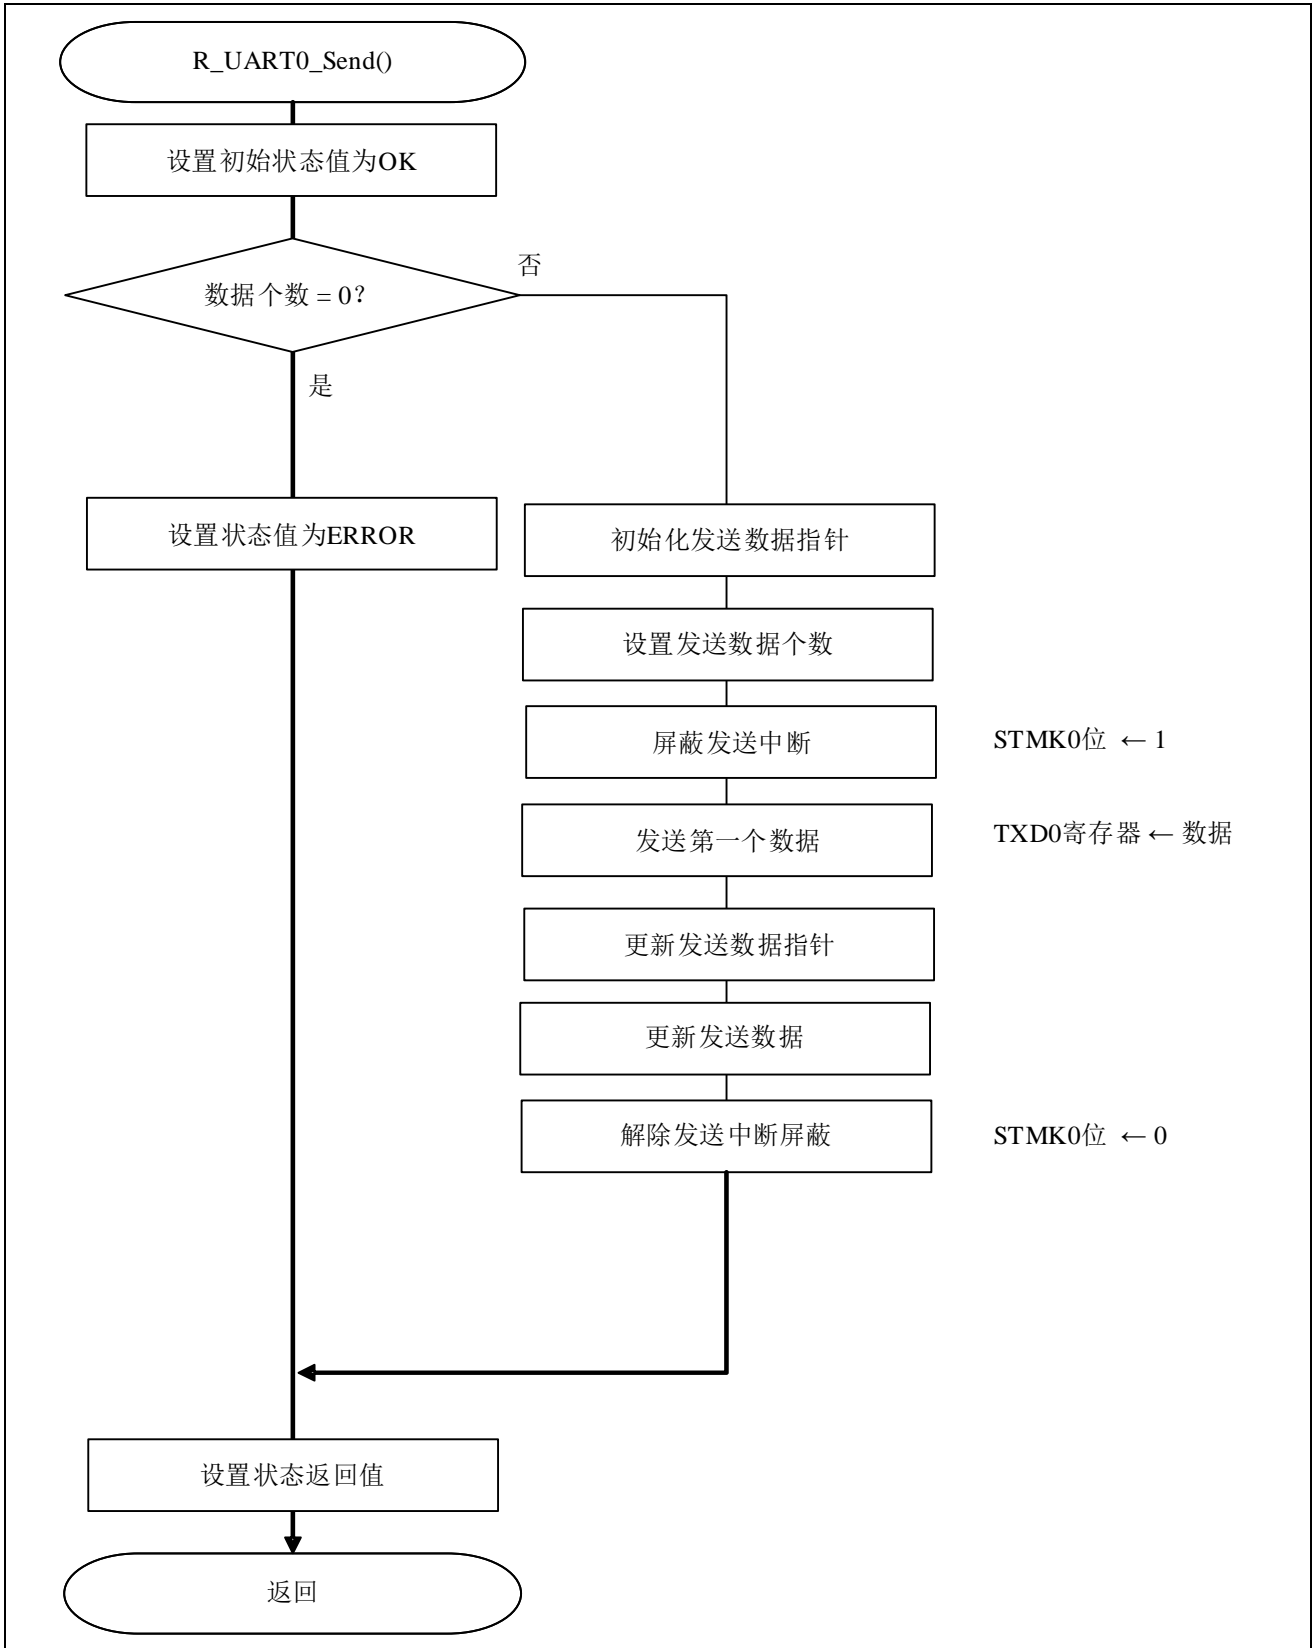 R_UART0_Send()
设置初始状态值为OK
否
数据个数 = 0？
是
设置状态值为ERROR
初始化发送数据指针
设置发送数据个数
屏蔽发送中断
STMK0位 ← 1
发送第一个数据
TXD0寄存器 ← 数据
更新发送数据指针
更新发送数据
解除发送中断屏蔽
STMK0位 ← 0
设置状态返回值
返回